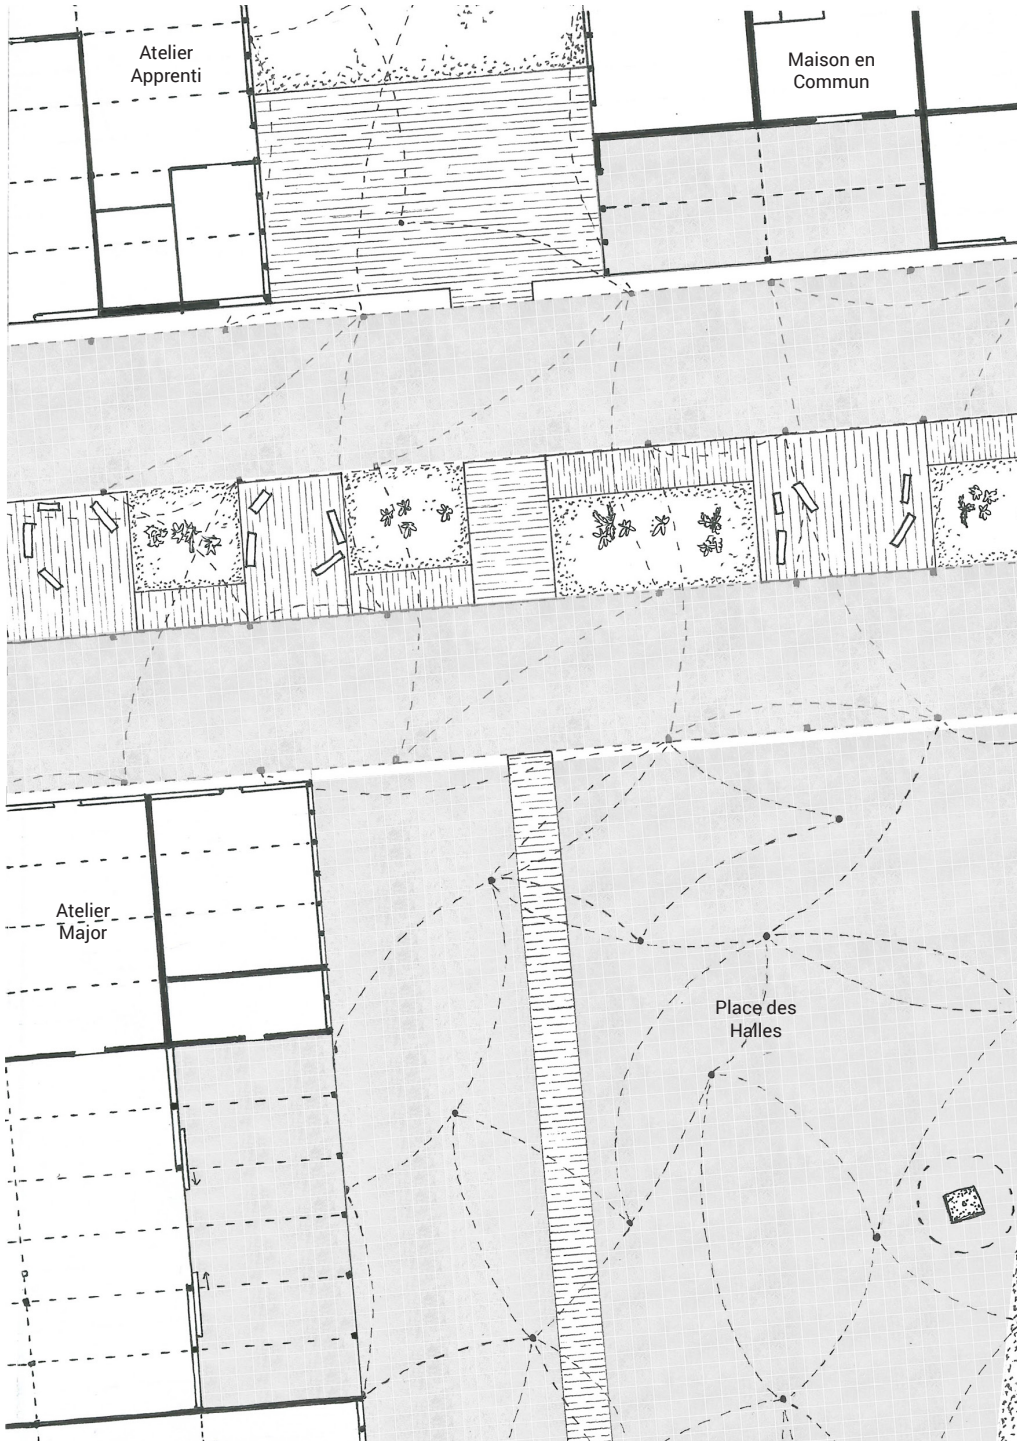 Atelier
Apprenti
Maison en
Commun
Atelier
Major
Place des
Halles